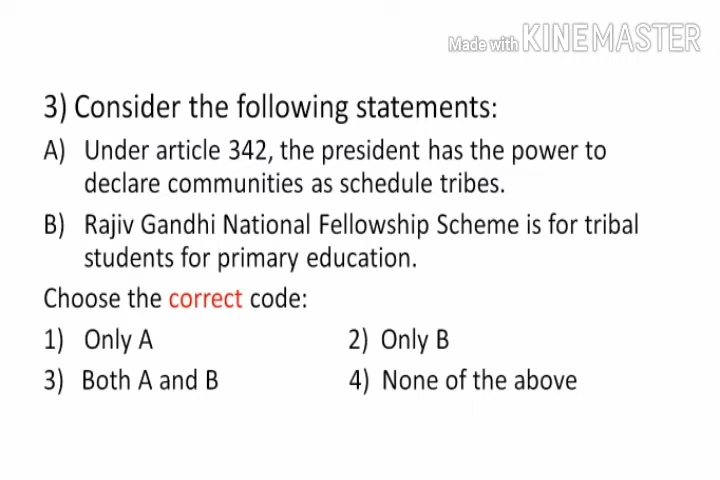 Made with KINEMASTER
3) Consider the following statements:
A) Under article 342, the president has the power to
declare communities as schedule tribes.
B) Rajiv Gandhi National Fellowship Scheme is for tribal
students for primary education.
Choose the correct code:
1) Only A 2) Only B
3) Both A and B 4) None of the above